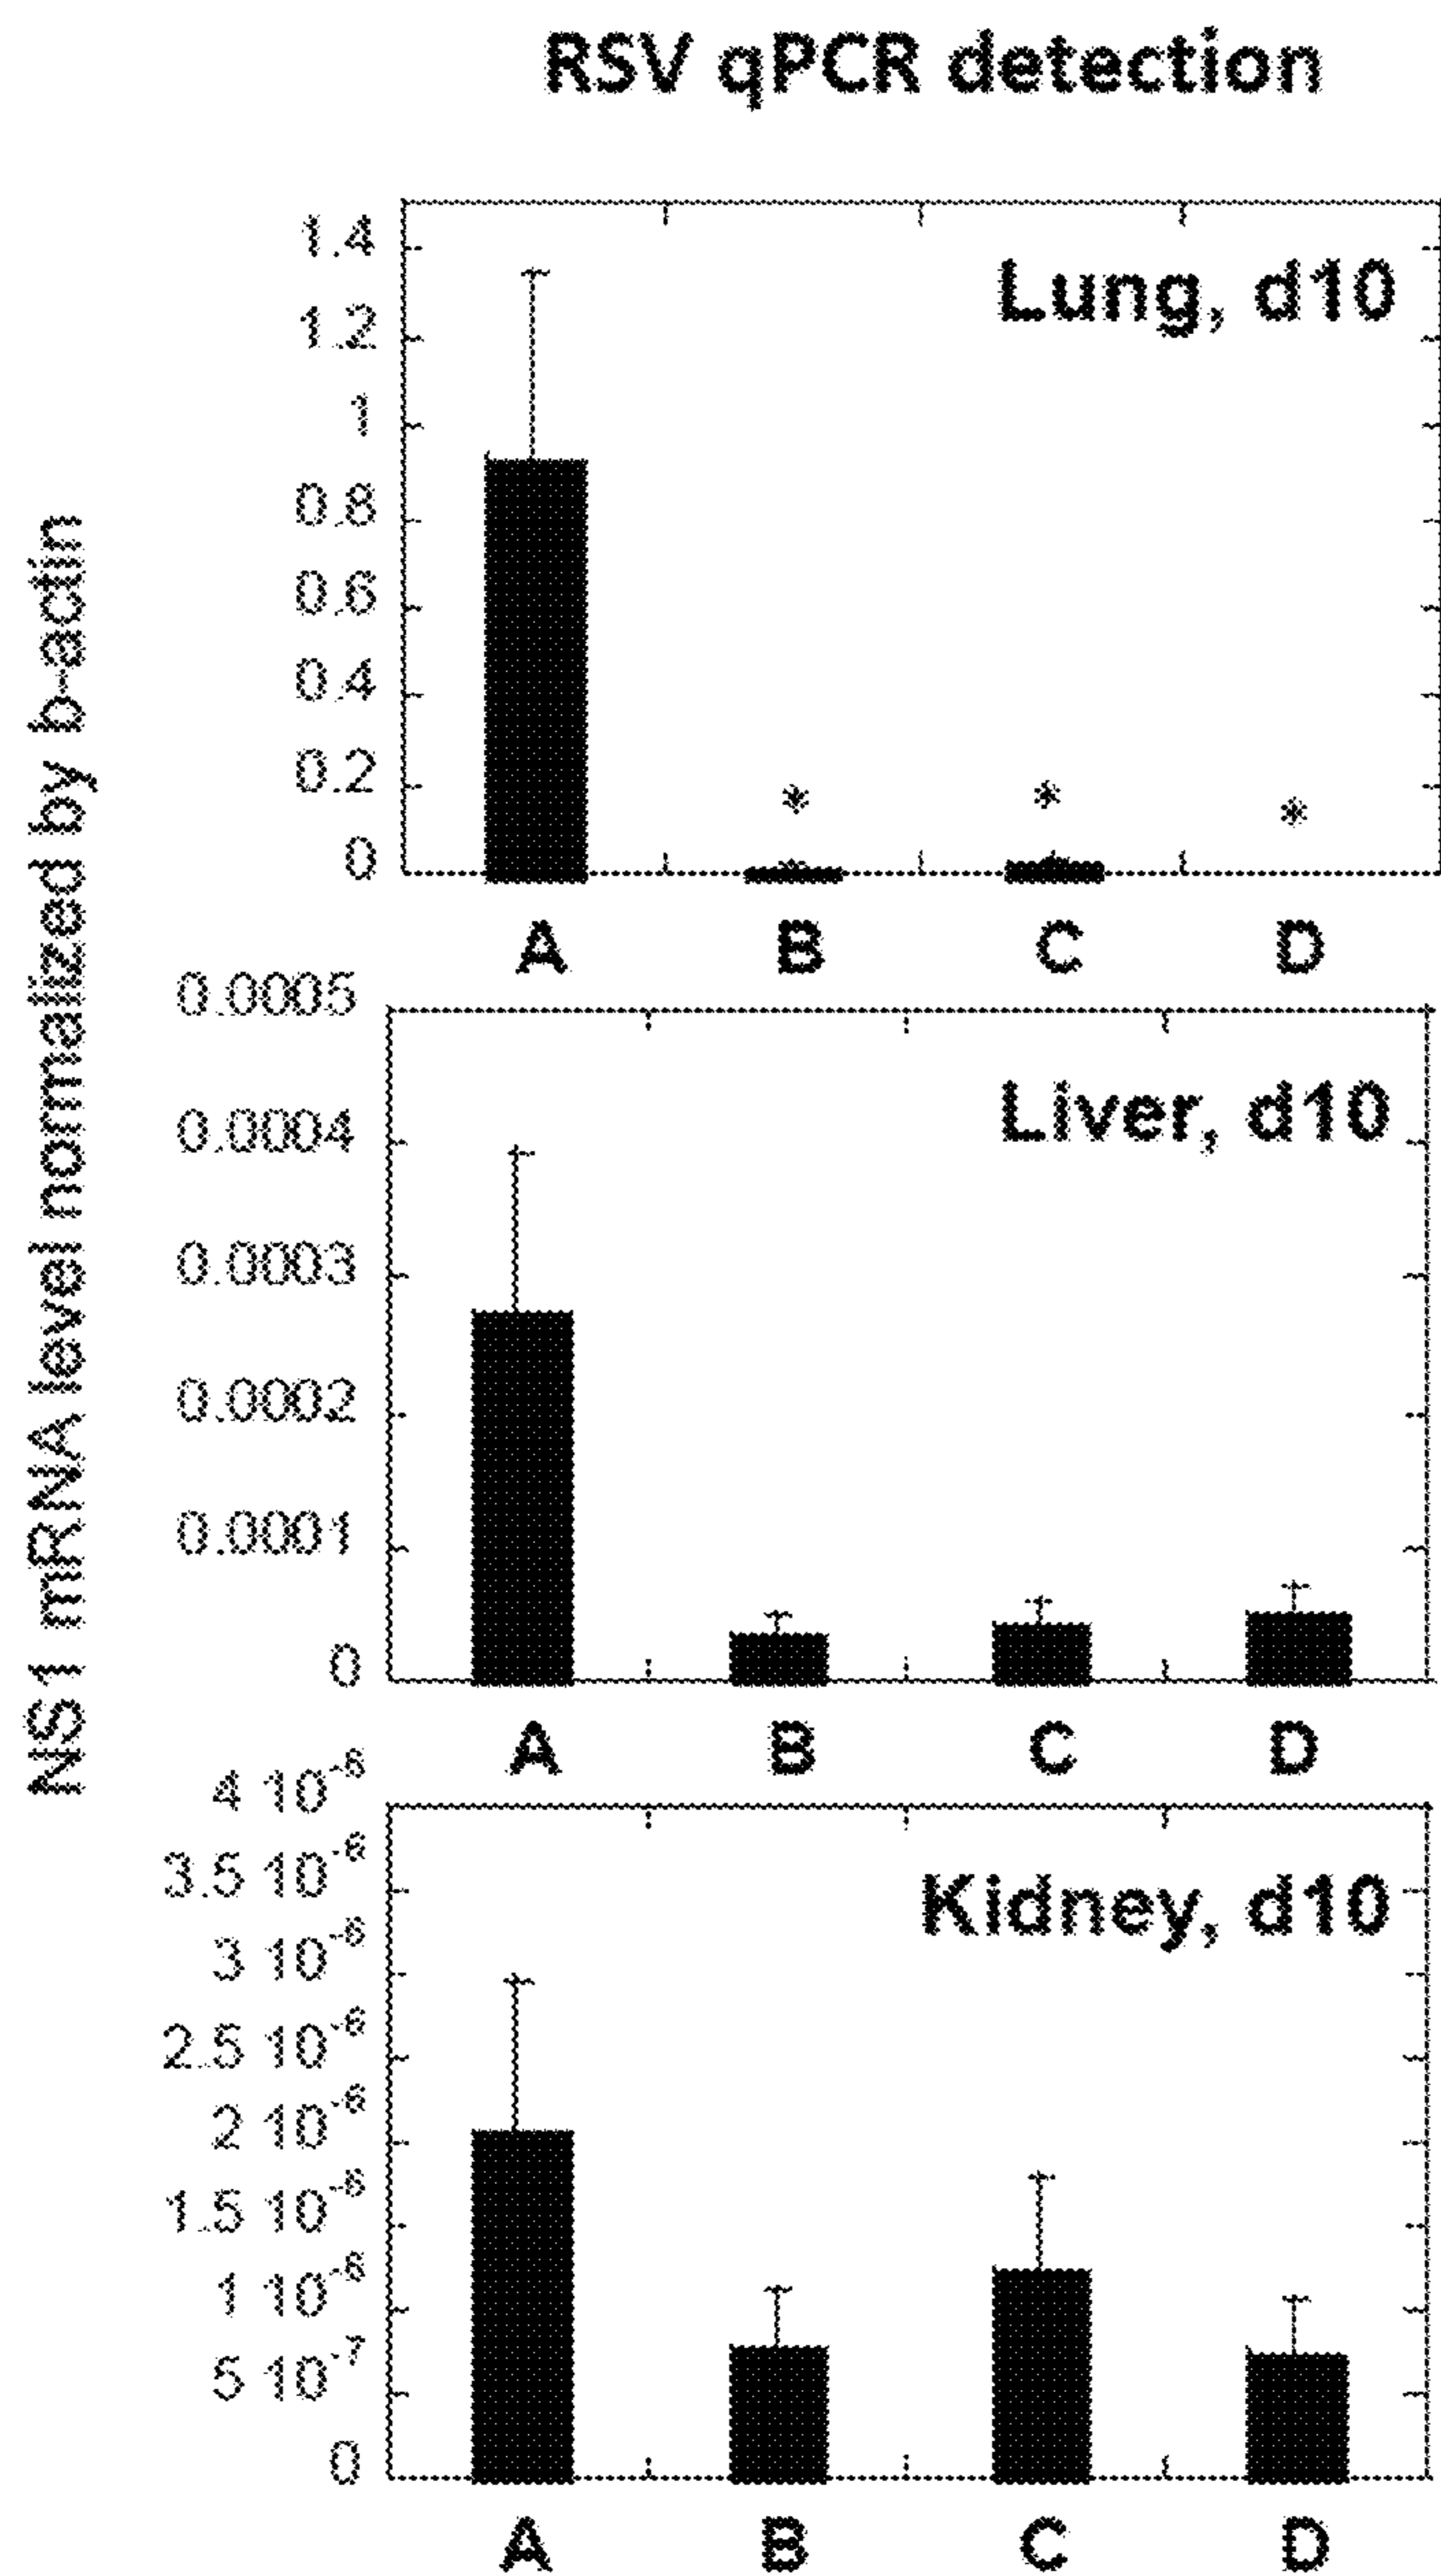 RSV qPCR detection
NS1 mRNA level normalized by b-actin
Lung, d10
1.4
1.2
1
0.8
0.6
0.4
0.2
0
* * *
A B C D
Liver, d10
0.0005
0.0004
0.0003
0.0002
0.0001
0
A B C D
Kidney, d10
4 10-6
3.5 10-6
3 10-6
2.5 10-6
2 10-6
1.5 10-6
1 10-6
5 10-7
0
A B C D